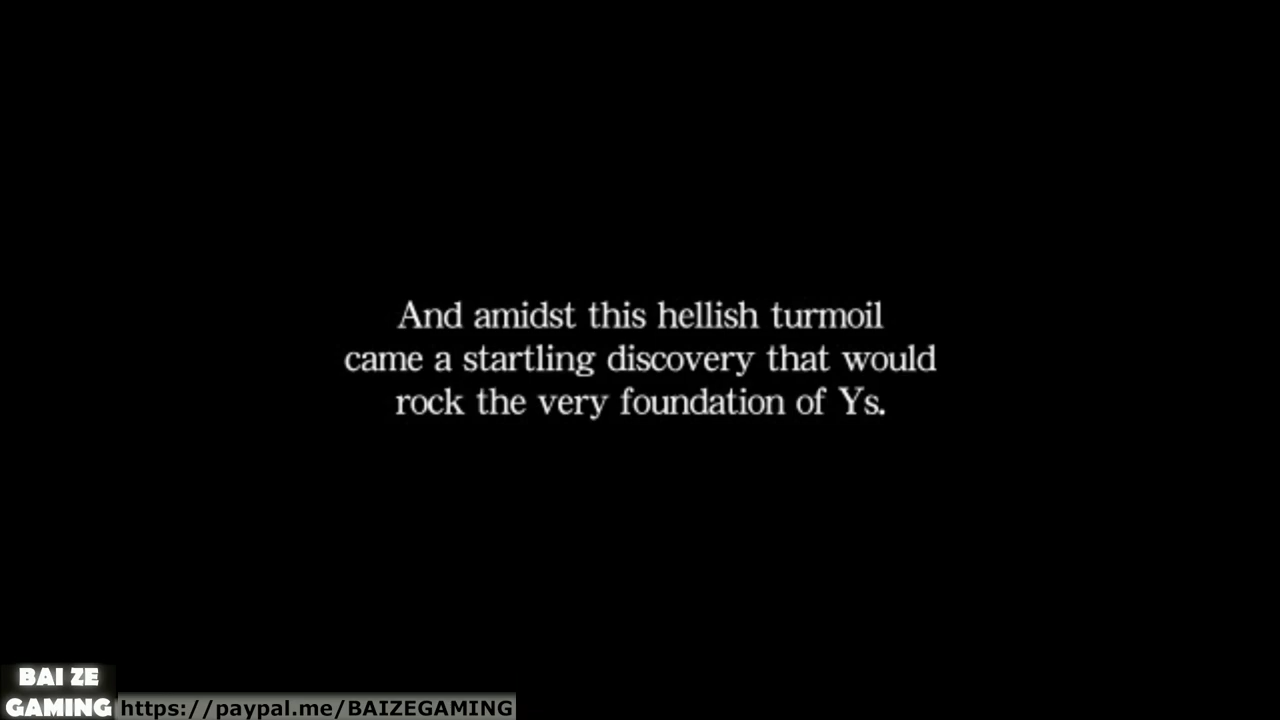 And amidst this hellish turmoil
came a startling discovery that would
rock the very foundation of Ys.
BAI ZE
GAMING
https://paypal.me/BAIZEGAMING